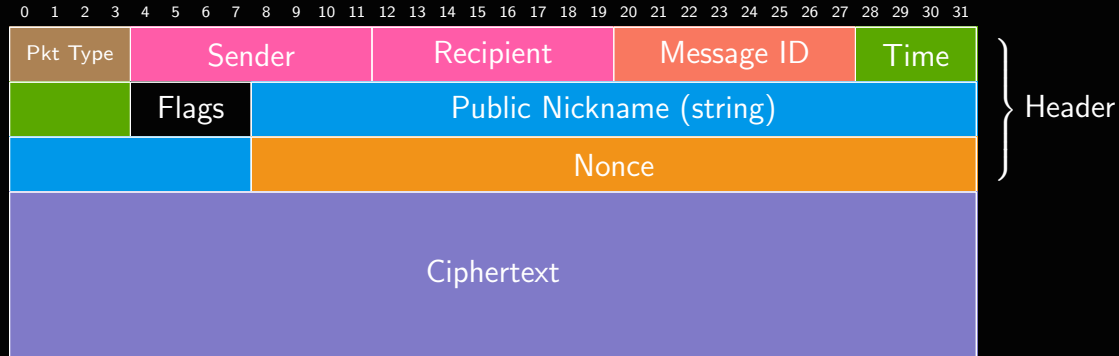 0 1 2 3 4 5 6 7 8 9 10 11 12 13 14 15 16 17 18 19 20 21 22 23 24 25 26 27 28 29 30 31
Pkt Type Sender Recipient Message ID Time
Flags Public Nickname (string)
Header
Nonce
Ciphertext